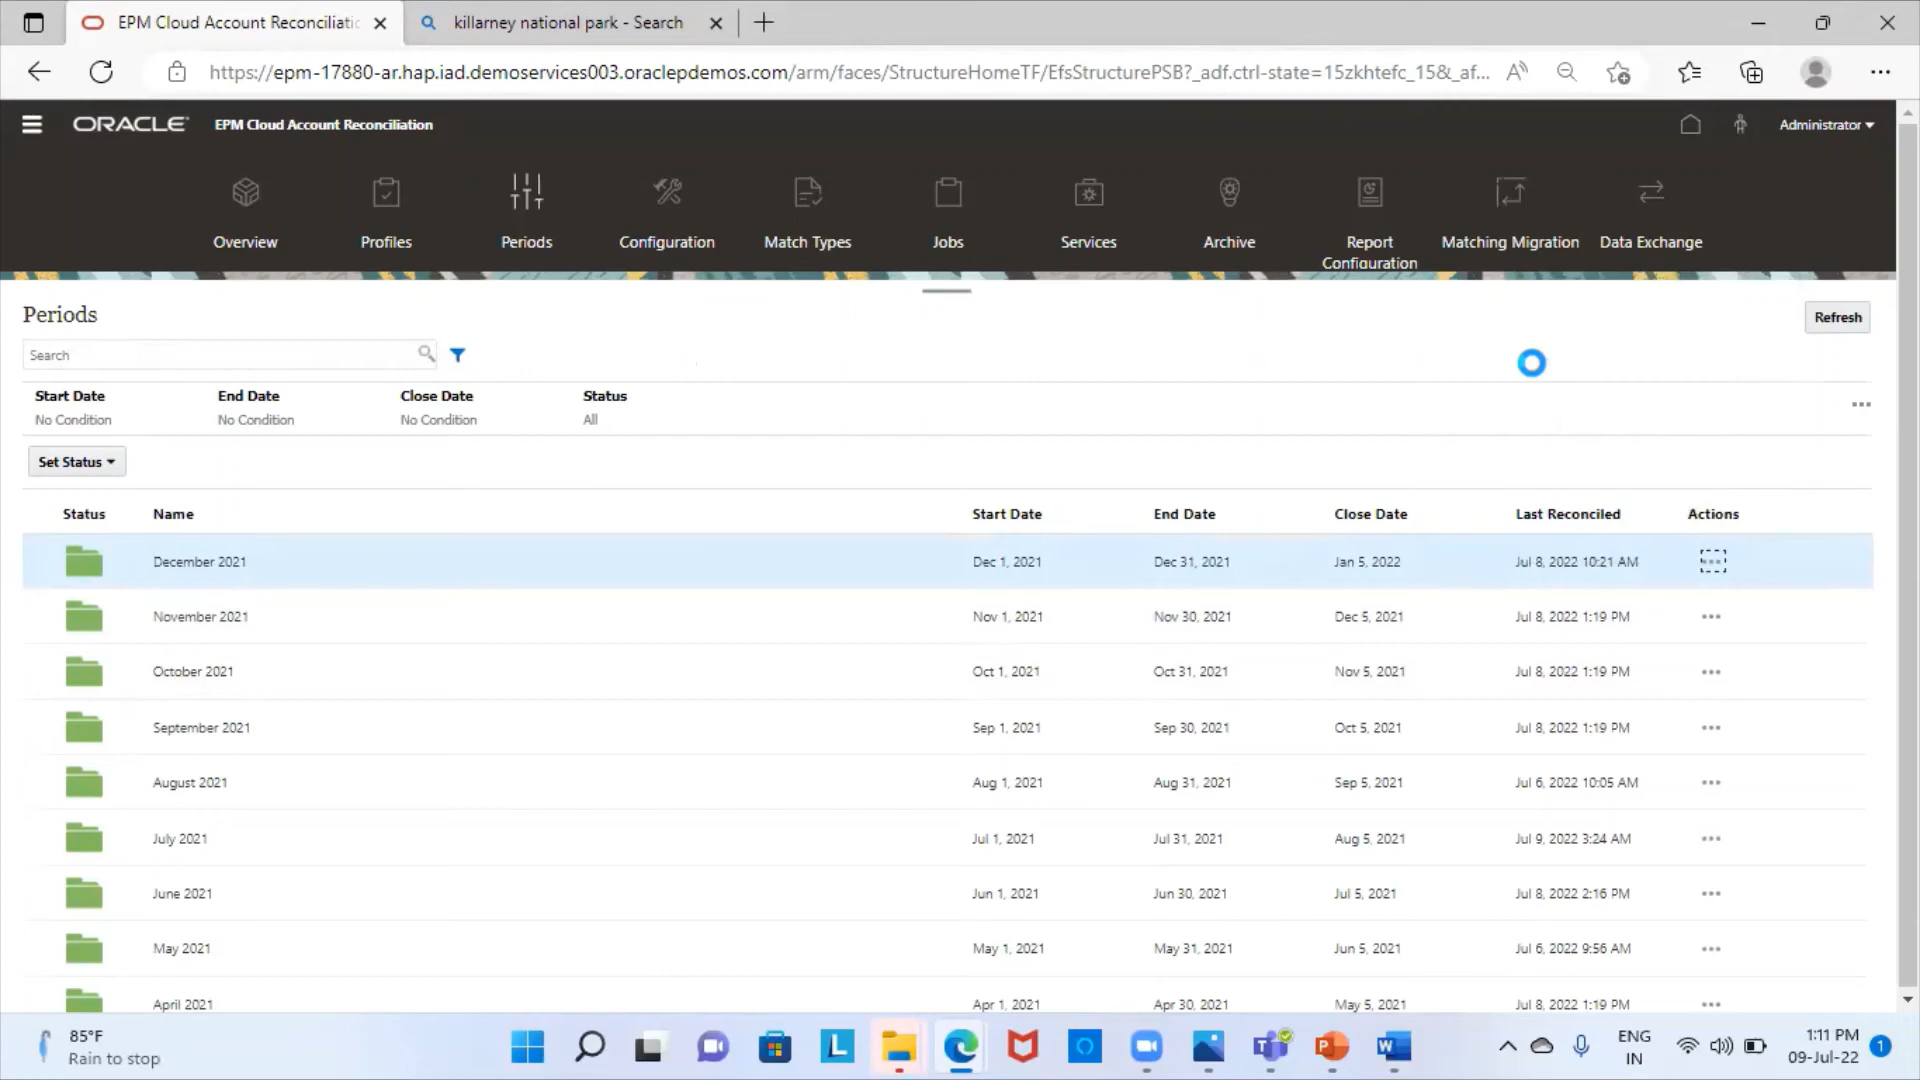 EPM Cloud Account Reconciliatic
killarney national park - Search
https://epm-17880-ar.hap.iad.demoservices003.oraclepdemos.com/arm/faces/StructureHomeTF/EfsStructurePSB?_adf.ctrl-state=15zkhtefc_15&_af...
ORACLE EPM Cloud Account Reconciliation
Administrator
Overview Profiles Periods Configuration Match Types Jobs Services Archive Report Configuration Matching Migration Data Exchange
Periods
Refresh
Search
Start Date End Date Close Date Status
No Condition No Condition No Condition All
Set Status
Status Name Start Date End Date Close Date Last Reconciled Actions
December 2021 Dec 1, 2021 Dec 31, 2021 Jan 5, 2022 Jul 8, 2022 10:21 AM
November 2021 Nov 1, 2021 Nov 30, 2021 Dec 5, 2021 Jul 8, 2022 1:19 PM
October 2021 Oct 1, 2021 Oct 31, 2021 Nov 5, 2021 Jul 8, 2022 1:19 PM
September 2021 Sep 1, 2021 Sep 30, 2021 Oct 5, 2021 Jul 8, 2022 1:19 PM
August 2021 Aug 1, 2021 Aug 31, 2021 Sep 5, 2021 Jul 6, 2022 10:05 AM
July 2021 Jul 1, 2021 Jul 31, 2021 Aug 5, 2021 Jul 9, 2022 3:24 AM
June 2021 Jun 1, 2021 Jun 30, 2021 Jul 5, 2021 Jul 8, 2022 2:16 PM
May 2021 May 1, 2021 May 31, 2021 Jun 5, 2021 Jul 6, 2022 9:56 AM
April 2021 Apr 1, 2021 Apr 30, 2021 May 5, 2021 Jul 8, 2022 1:19 PM
85°F
Rain to stop
ENG
IN
1:11 PM
09-Jul-22
1